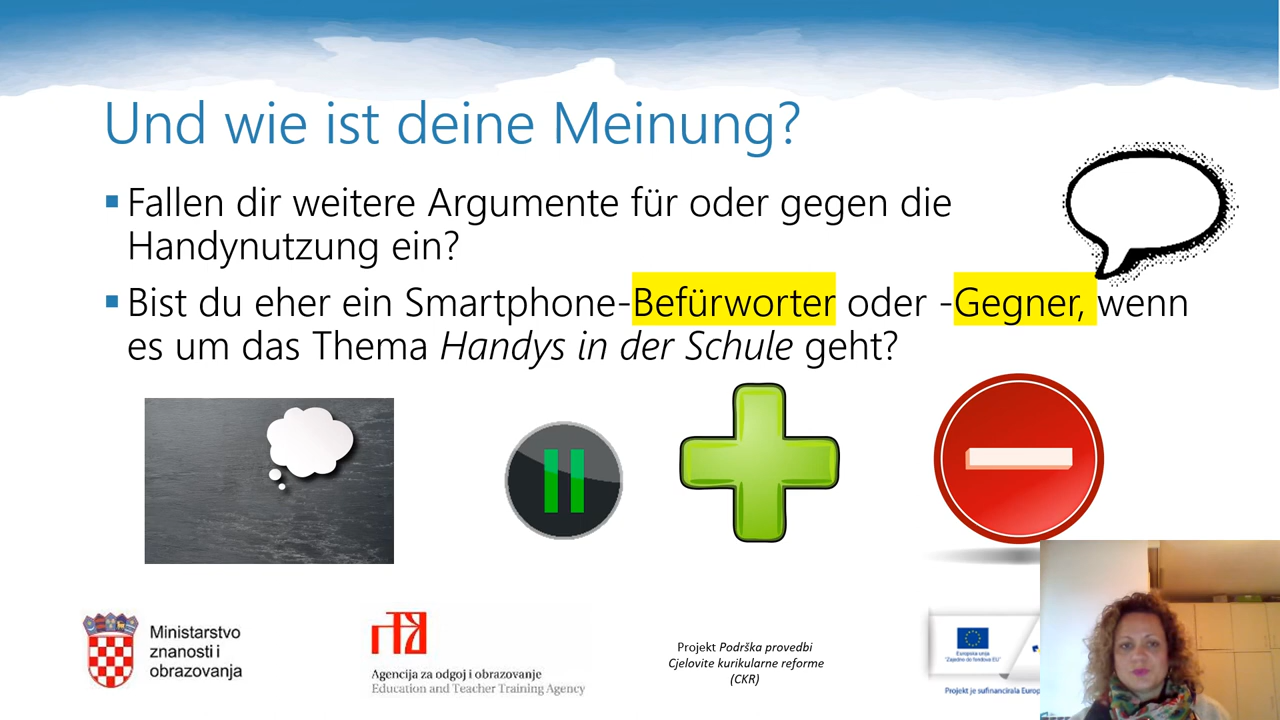 Und wie ist deine Meinung?
Fallen dir weitere Argumente für oder gegen die
Handynutzung ein?
Bist du eher ein Smartphone-Befürworter oder -Gegner, wenn
es um das Thema Handys in der Schule geht?
Ministarstvo
znanosti i
obrazovanja
Agencija za odgoj i obrazovanje
Education and Teacher Training Agency
Projekt Podrška provedbi
Cjelovite kurikularne reforme
(CKR)
Europska unija
"Zajedno do fondova EU"
Projekt je sufinancirala Europ